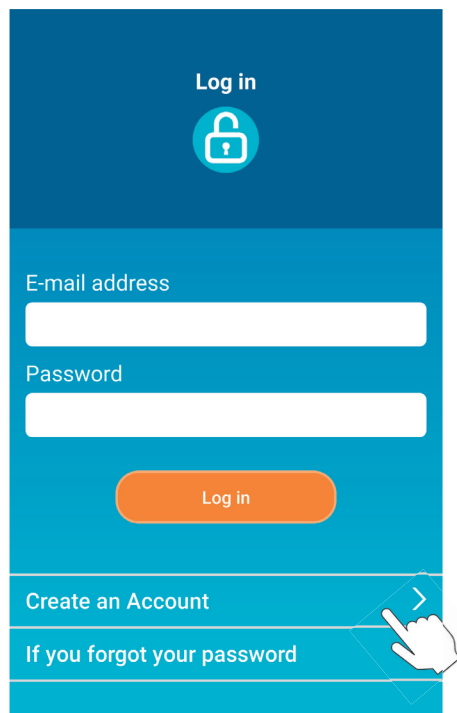 Log in
E-mail address
Password
Log in
Create an Account
If you forgot your password